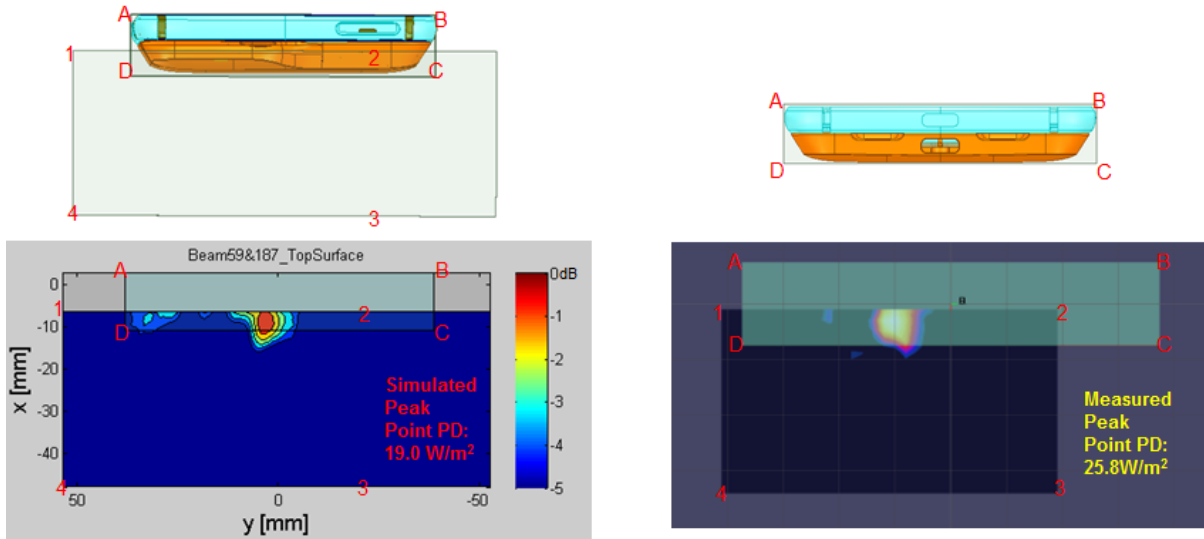 A
B
1
2
D
C
4
3
A
B
D
C
Beam59&187_TopSurface
A
B
0
1
2
D
C
-10
-20
-30
-40
x [mm]
Simulated
Peak
Point PD:
19.0 W/m²
4
3
50
0
-50
y [mm]
0dB
-1
-2
-3
-4
-5
A
B
1
2
D
C
Measured
Peak
Point PD:
25.8W/m²
4
3